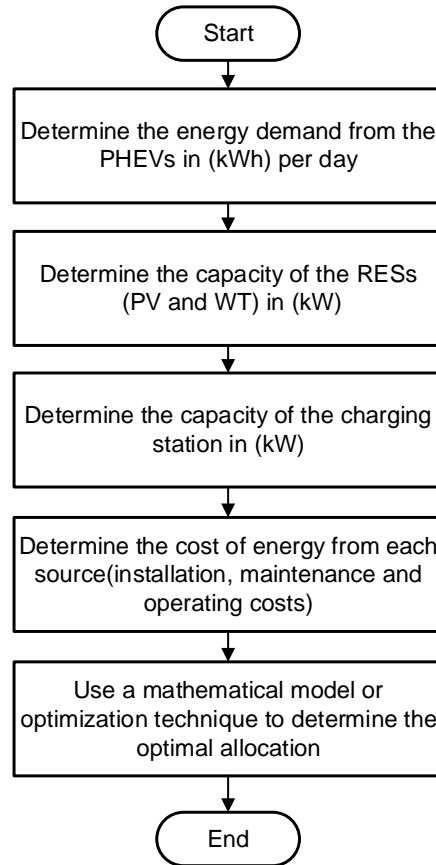 Start
Determine the energy demand from the
PHEVs in (kWh) per day
Determine the capacity of the RESs
(PV and WT) in (kW)
Determine the capacity of the charging
station in (kW)
Determine the cost of energy from each
source(installation, maintenance and
operating costs)
Use a mathematical model or
optimization technique to determine the
optimal allocation
End